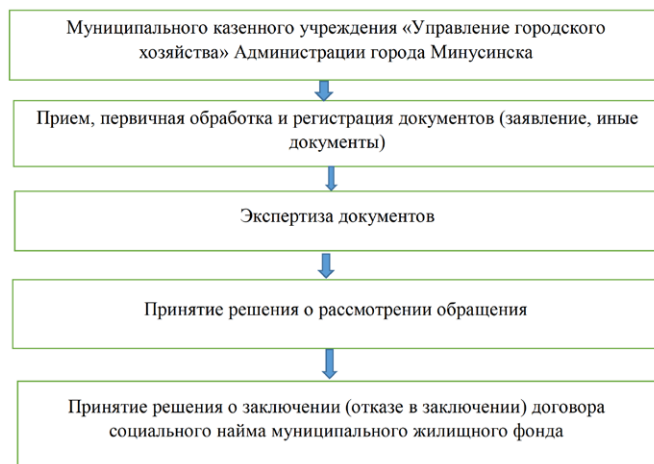 Муниципального казенного учреждения «Управление городского
хозяйства» Администрации города Минусинска
Прием, первичная обработка и регистрация документов (заявление, иные
документы)
Экспертиза документов
Принятие решения о рассмотрении обращения
Принятие решения о заключении (отказе в заключении) договора
социального найма муниципального жилищного фонда